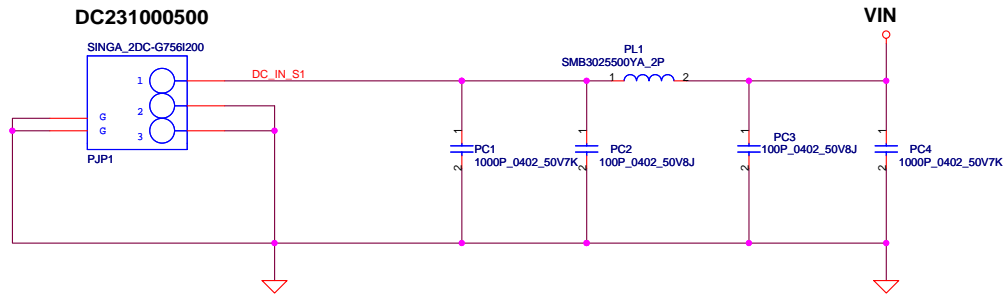 DC231000500
VIN
SINGA_2DC-G756I200
PL1
SMB3025500YA_2P
DC_IN_S1
1
2
1
2
3
G
G
PJP1
1
1
1
1
PC1
1000P_0402_50V7K
PC2
100P_0402_50V8J
PC3
100P_0402_50V8J
PC4
1000P_0402_50V7K
2
2
2
2